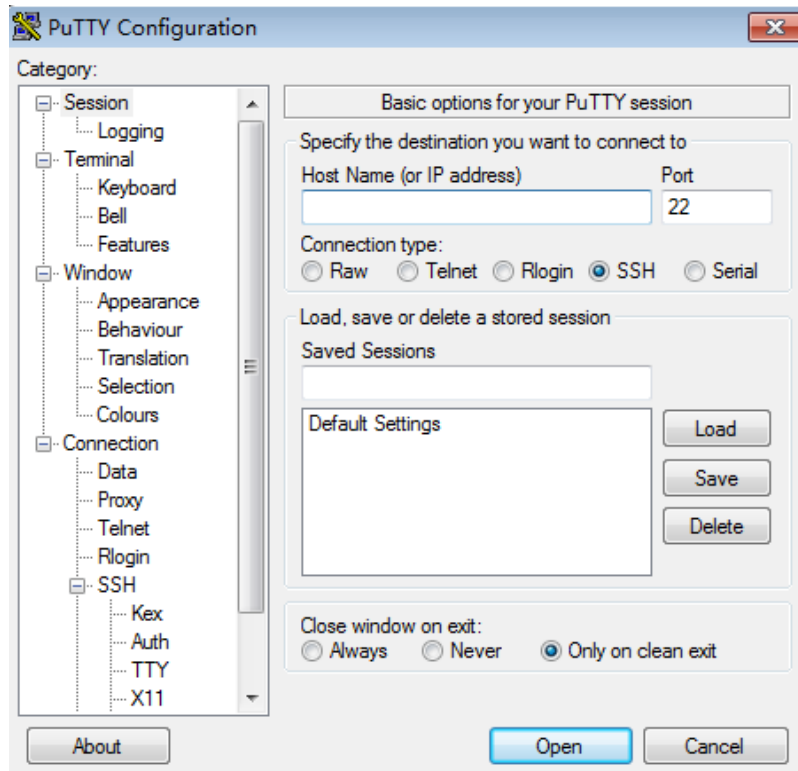 PuTTY Configuration
Category:
Session
Logging
Terminal
Keyboard
Bell
Features
Window
Appearance
Behaviour
Translation
Selection
Colours
Connection
Data
Proxy
Telnet
Rlogin
SSH
Kex
Auth
TTY
X11
Basic options for your PuTTY session
Specify the destination you want to connect to
Host Name (or IP address) Port
22
Connection type:
Raw Telnet Rlogin SSH Serial
Load, save or delete a stored session
Saved Sessions
Default Settings
Load
Save
Delete
Close window on exit:
Always Never Only on clean exit
About Open Cancel